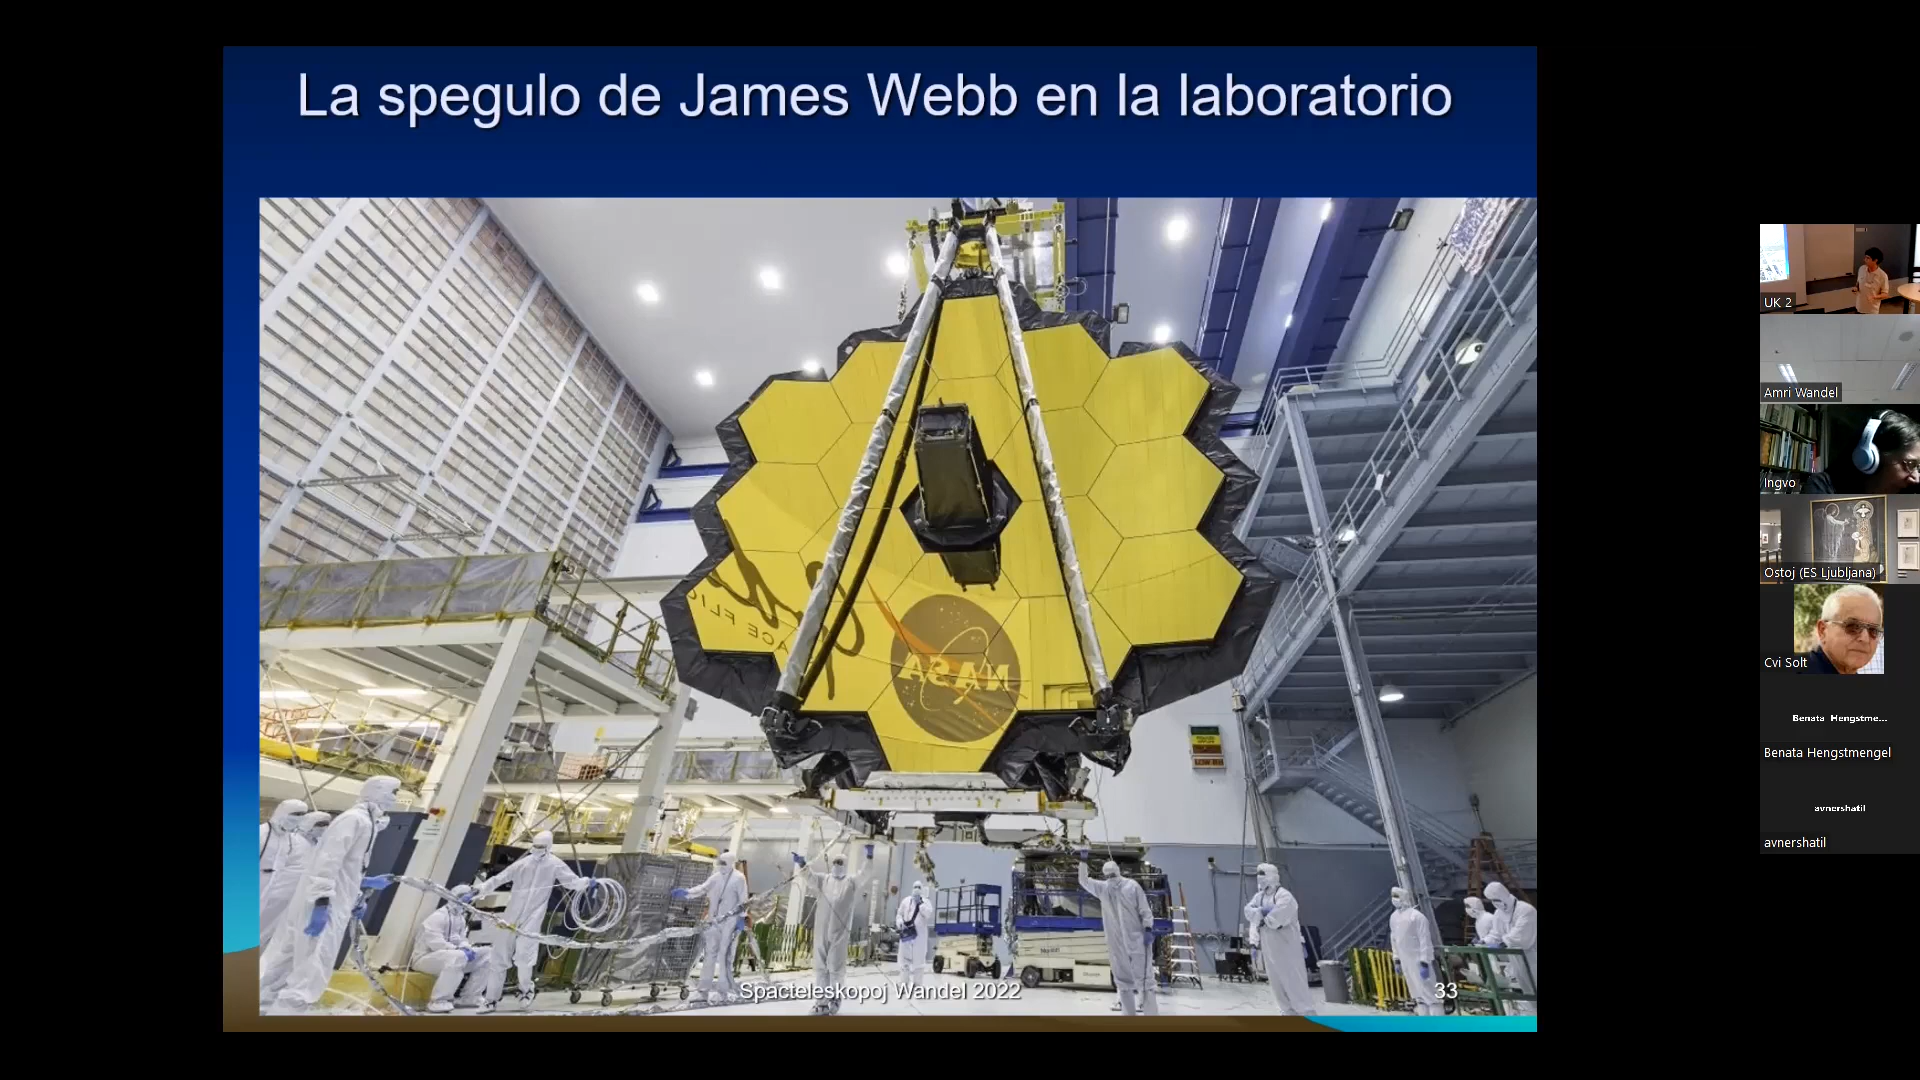 La spegulo de James Webb en la laboratorio
NASA
Spacteleskopoj Wandel 2022
33
UK 2
Amri Wandel
Ingvo
Ostoj (ES Ljubljana)
Cvi Solt
Benata Hengstme...
Benata Hengstmengel
avnershatil
avnershatil